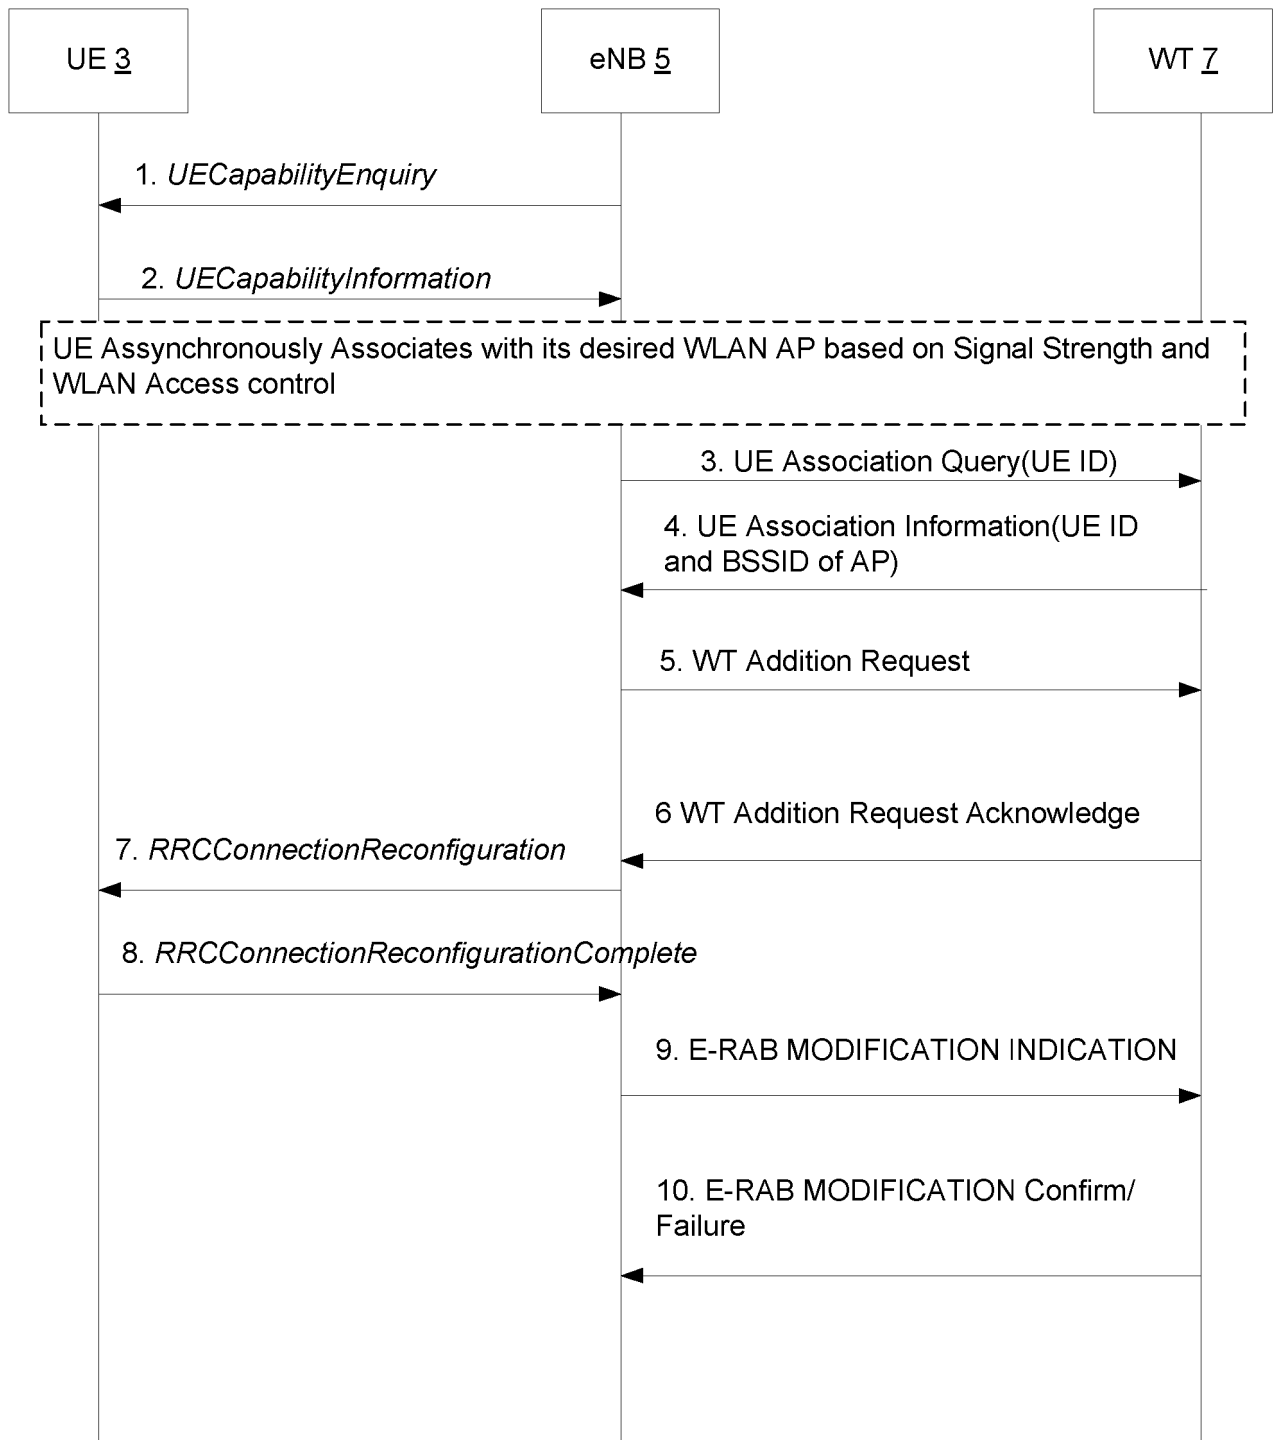 UE 3
eNB 5
WT 7
1. UECapabilityEnquiry
2. UECapabilityInformation
UE Assynchronously Associates with its desired WLAN AP based on Signal Strength and
WLAN Access control
3. UE Association Query(UE ID)
4. UE Association Information(UE ID
and BSSID of AP)
5. WT Addition Request
6 WT Addition Request Acknowledge
7. RRCConnectionReconfiguration
8. RRCConnectionReconfigurationComplete
9. E-RAB MODIFICATION INDICATION
10. E-RAB MODIFICATION Confirm/
Failure